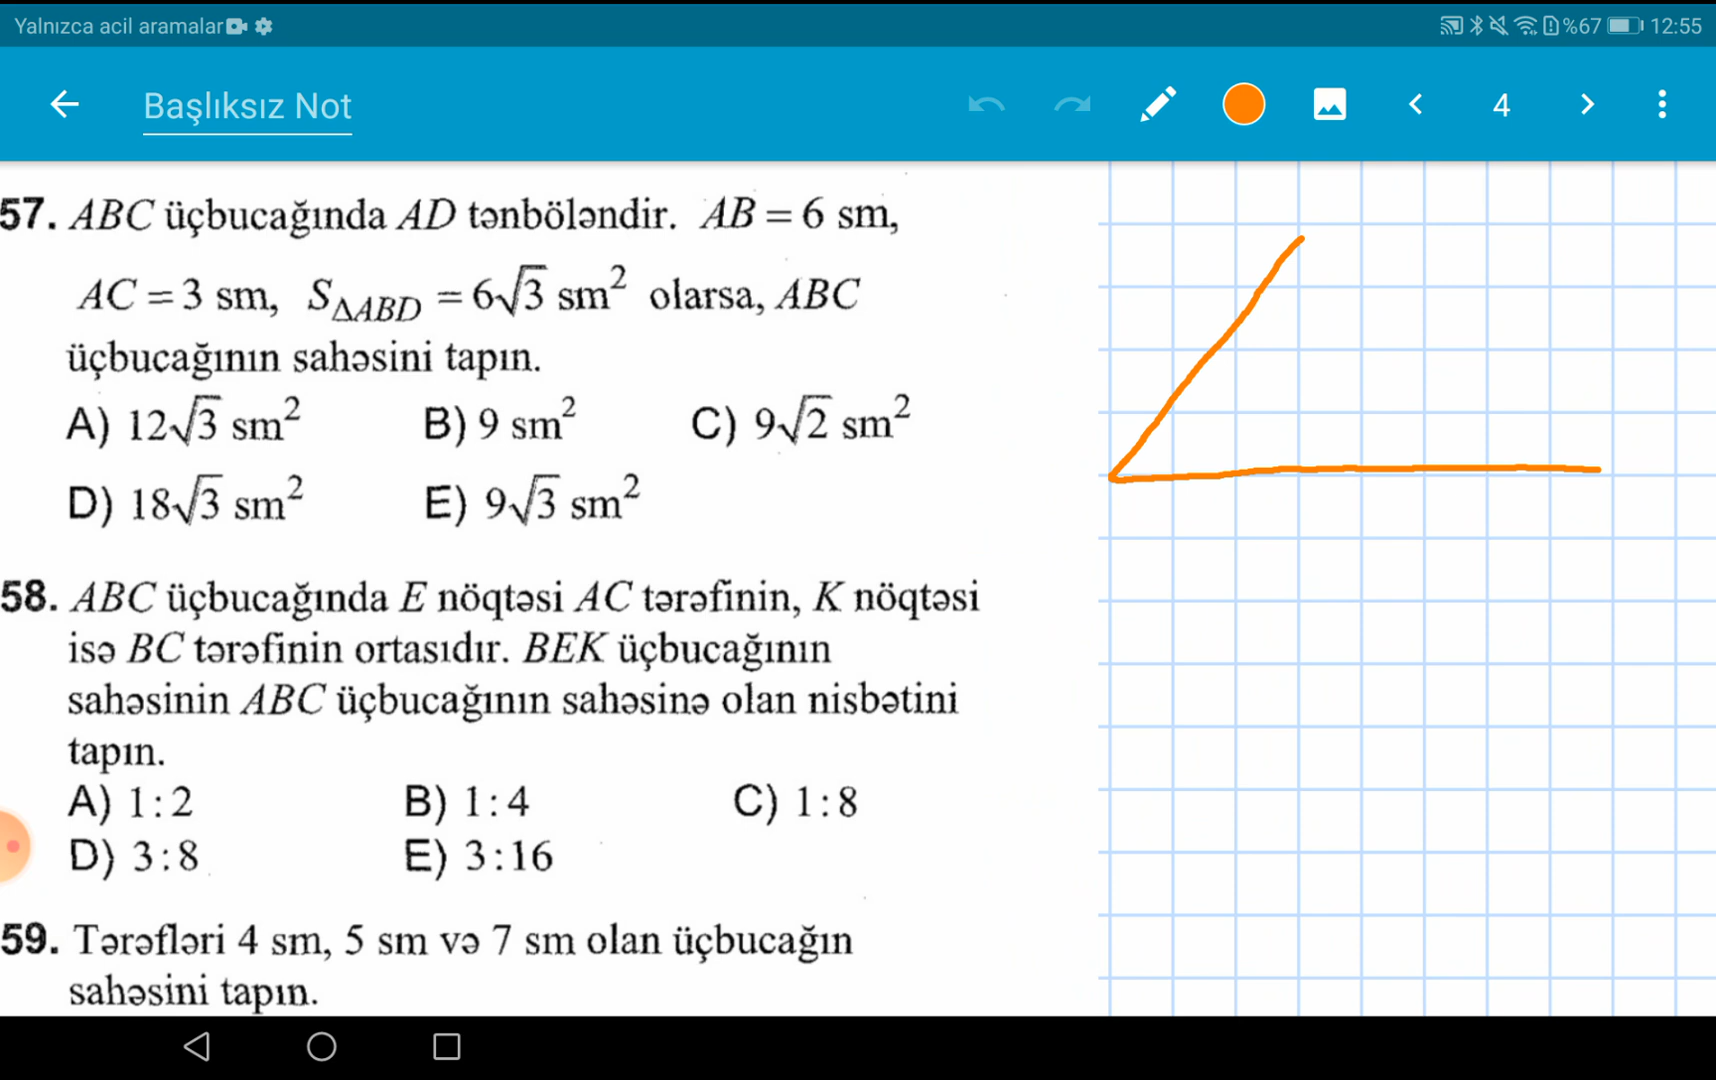 Yalnızca acil aramalar %67 12:55
Başlıksız Not 4
57. ABC üçbucağında AD tənböləndir. AB = 6 sm,
AC = 3 sm, S△ABD = 6√3 sm² olarsa, ABC
üçbucağının sahəsini tapın.
A) 12√3 sm² B) 9 sm² C) 9√2 sm²
D) 18√3 sm² E) 9√3 sm²
58. ABC üçbucağında E nöqtəsi AC tərəfinin, K nöqtəsi
isə BC tərəfinin ortasıdır. BEK üçbucağının
sahəsinin ABC üçbucağının sahəsinə olan nisbətini
tapın.
A) 1 : 2 B) 1 : 4 C) 1 : 8
D) 3 : 8 E) 3 : 16
59. Tərəfləri 4 sm, 5 sm və 7 sm olan üçbucağın
sahəsini tapın.